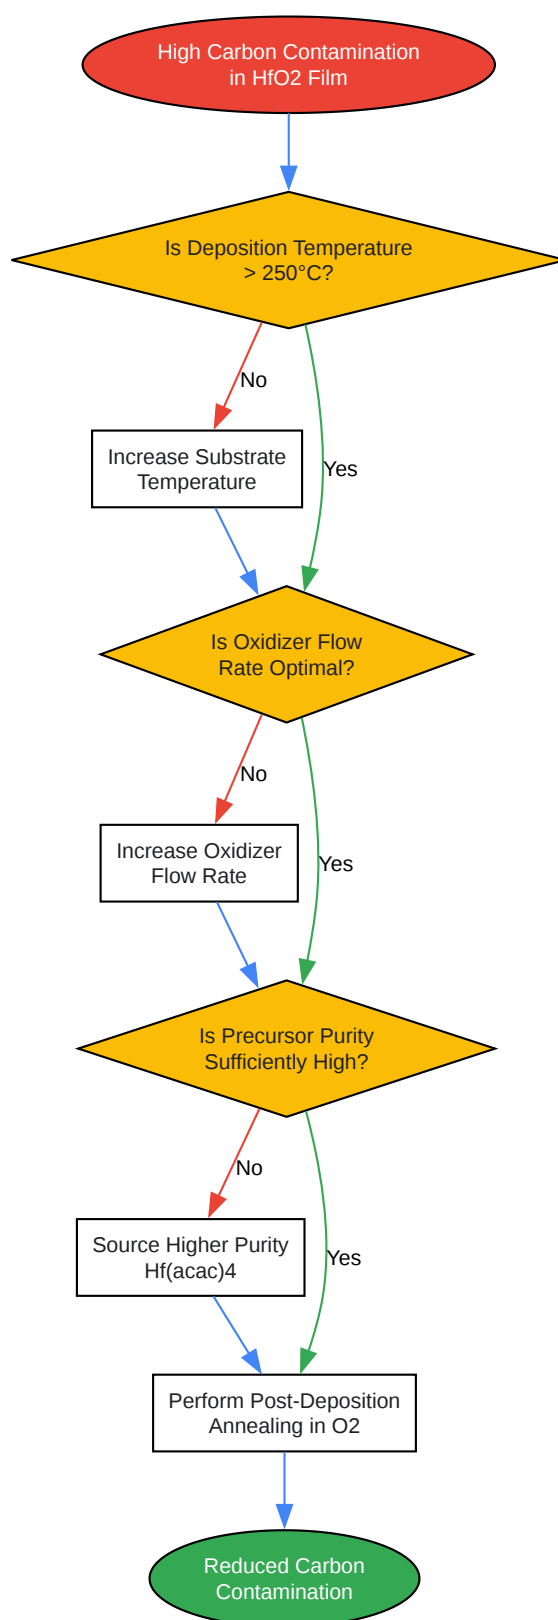 High Carbon Contamination
in HfO2 Film
Is Deposition Temperature
> 250°C?
No
Increase Substrate
Temperature
Yes
Is Oxidizer Flow
Rate Optimal?
No
Increase Oxidizer
Flow Rate
Yes
Is Precursor Purity
Sufficiently High?
No
Source Higher Purity
Hf(acac)4
Yes
Perform Post-Deposition
Annealing in O2
Reduced Carbon
Contamination